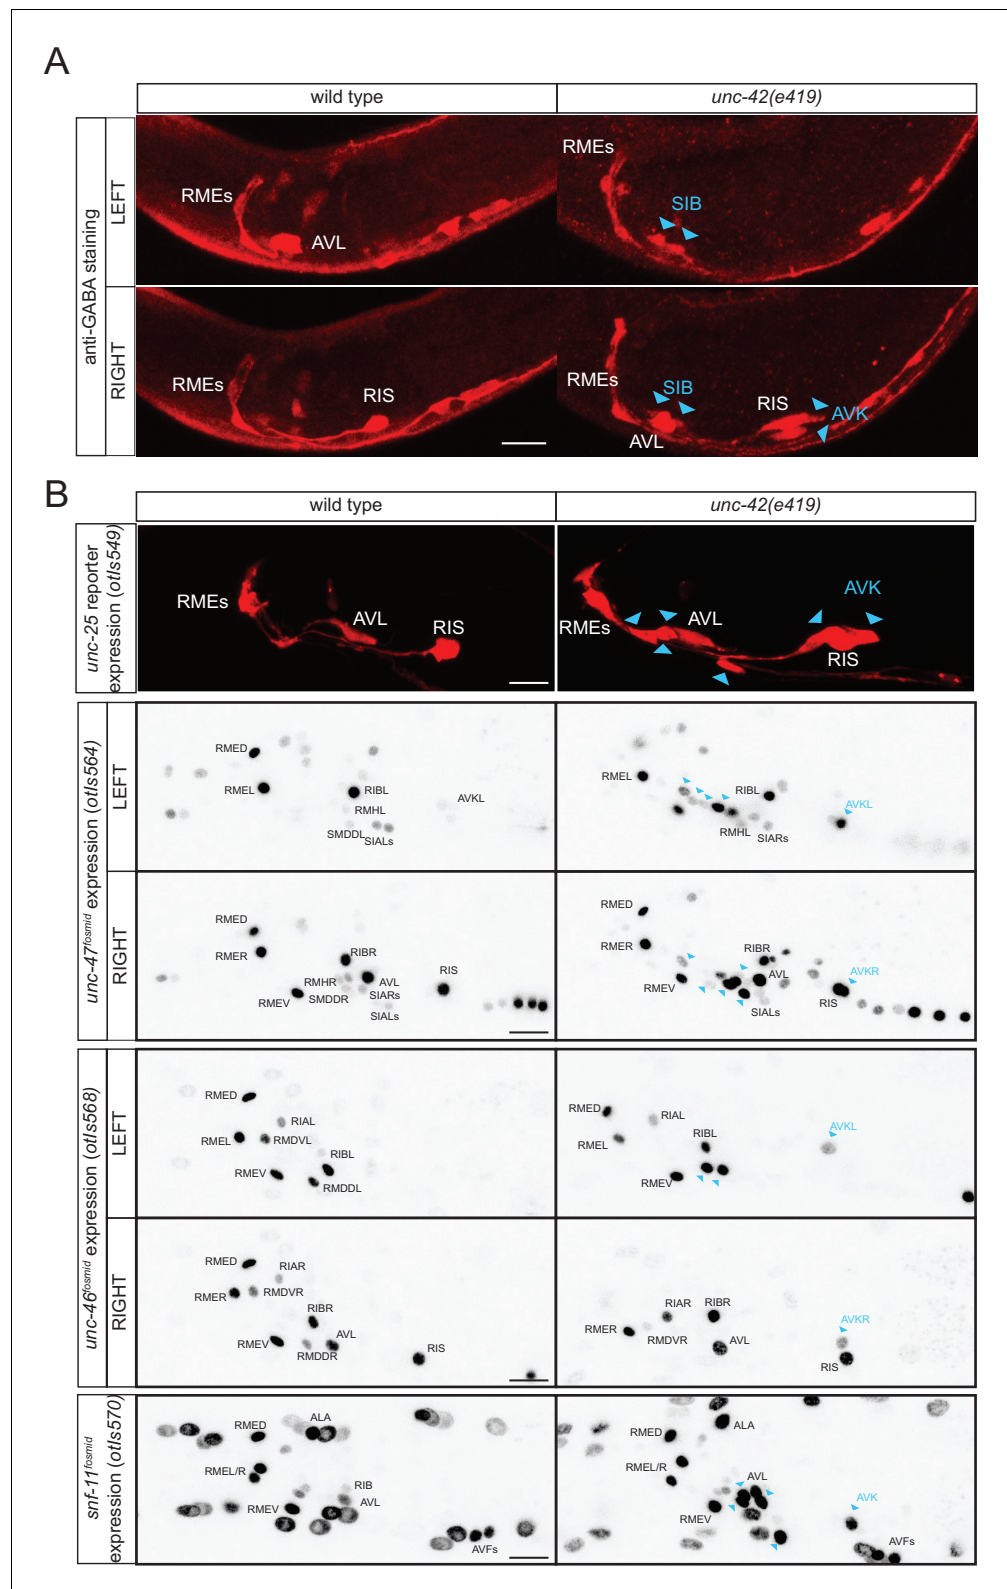 A
wild type
unc-42(e419)
anti-GABA staining
LEFT
RMEs
AVL
RMEs
SIB
RIGHT
RMEs
RIS
RMEs
SIB
AVL
RIS
AVK
B
wild type
unc-42(e419)
unc-25 reporter
expression (otIs549)
RMEs
AVL
RIS
RMEs
AVL
AVK
RIS
unc-47fosmid expression (otIs564)
LEFT
RMED
RMEL
RIBL
RMHL
SMDDL
SIALs
AVKL
RMEL
RIBL
RMHL
SIARs
AVKL
RIGHT
RMED
RMER
RMEV
RIBR
RMHR
SMDDR
AVL
SIARs
SIALs
RIS
RMED
RMER
RMEV
RIBR
AVL
SIALs
AVKR
RIS
unc-46fosmid expression (otIs568)
LEFT
RMED
RIAL
RMEL
RMDVL
RIBL
RMEV
RMDDL
RMED
RIAL
RMEL
RIBL
RMEV
AVKL
RIGHT
RMED
RIAR
RMER
RMDVR
RIBR
RMEV
AVL
RMDDR
RIS
RIAR
RIBR
RMER
RMDVR
AVL
AVKR
RIS
snf-11fosmid
expression (otIs570)
RMED
ALA
RMEL/R
RIB
RMEV
AVL
AVFs
RMED
ALA
RMEL/R
AVL
RMEV
AVK
AVFs